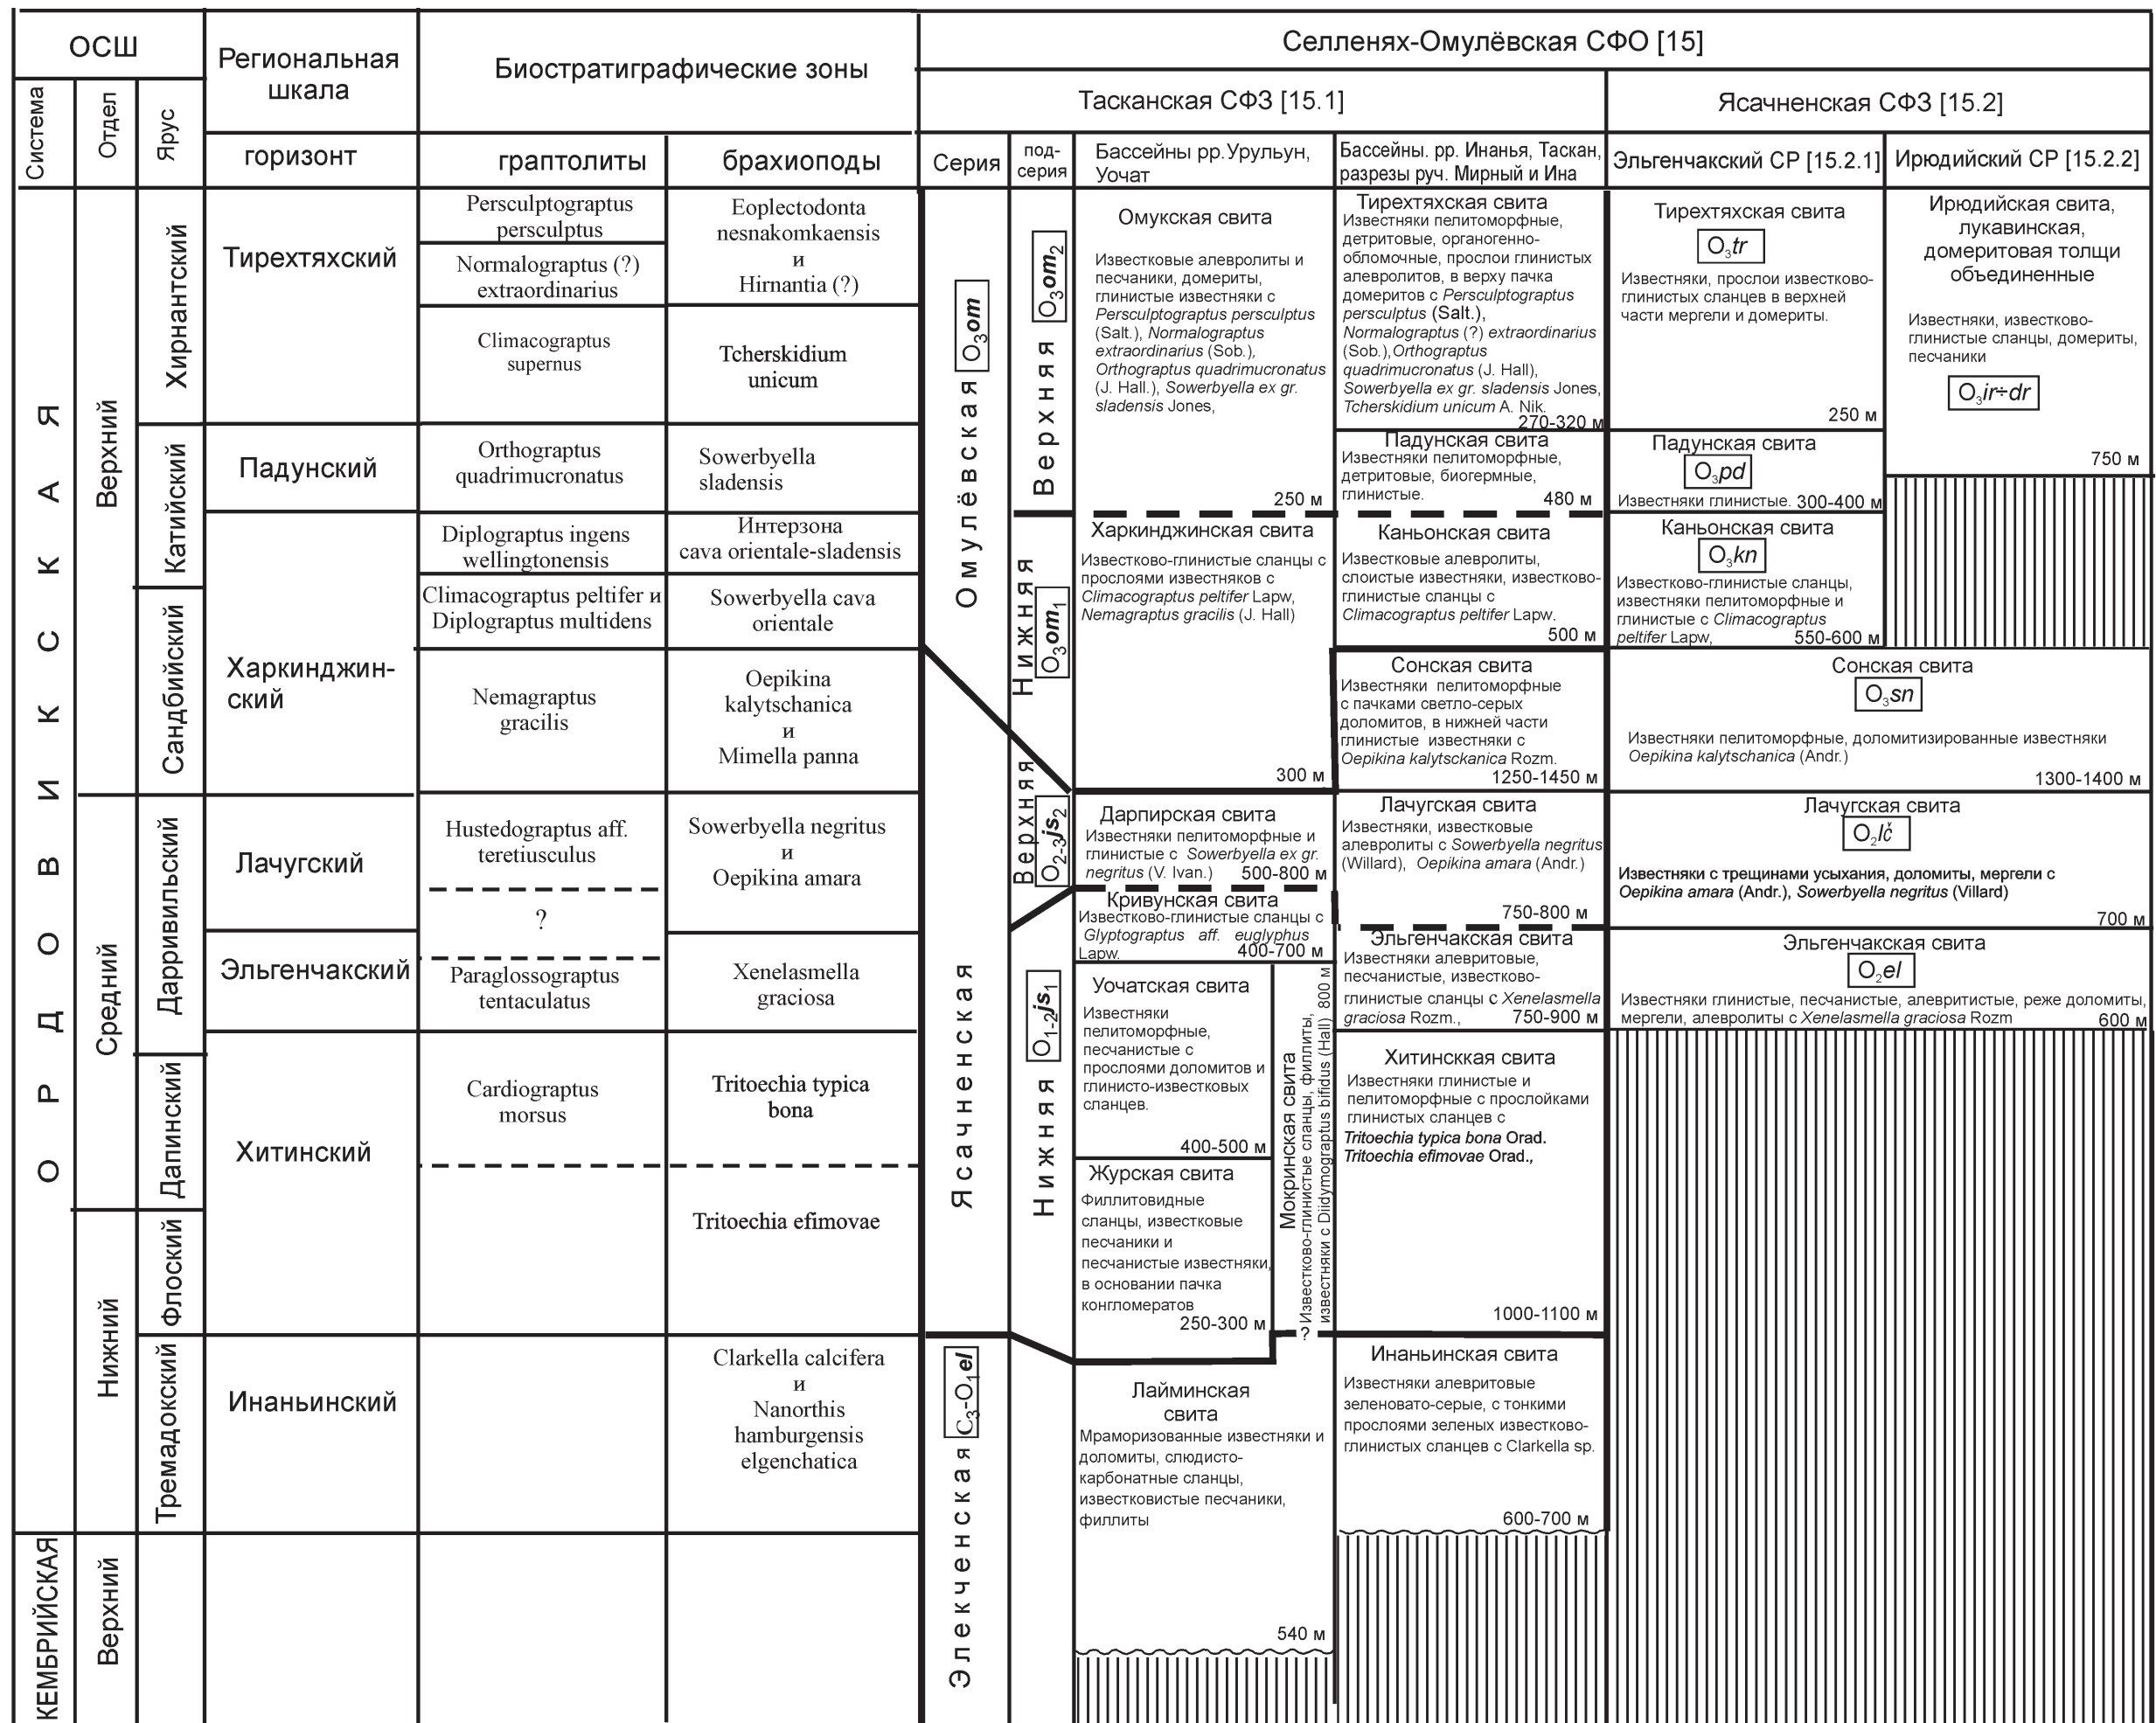 ОСШ
Региональная
шкала
Биостратиграфические зоны
Селленях-Омулёвская СФО [15]
Тасканская СФЗ [15.1]
Ясачненская СФЗ [15.2]
Система
Отдел
Ярус
горизонт
граптолиты
брахиоподы
Серия
под-
серия
Бассейны рр.Урульун,
Уочат
Бассейны. рр. Инанья, Таскан,
разрезы руч. Мирный и Ина
Эльгенчакский СР [15.2.1]
Ирюдийский СР [15.2.2]
ОРДОВИКСКАЯ
КЕМБРИЙСКАЯ
Верхний
Средний
Нижний
Верхний
Хирнантский
Катийский
Сандбийский
Дарривильский
Дапинский
Флоский
Тремадокский
Тирехтяхский
Падунский
Харкинджин-
ский
Лачугский
Эльгенчакский
Хитинский
Инаньинский
Persculptograptus
persculptus
Normalograptus (?)
extraordinarius
Climacograptus
supernus
Orthograptus
quadrimucronatus
Diplograptus ingens
wellingtonensis
Climacograptus peltifer и
Diplograptus multidens
Nemagraptus
gracilis
Hustedograptus aff.
teretiusculus
?
Paraglossograptus
tentaculatus
Cardiograptus
morsus
Eoplectodonta
nesnakomkaensis
и
Hirnantia (?)
Tcherskidium
unicum
Sowerbyella
sladensis
Интерзона
cava orientale-sladensis
Sowerbyella cava
orientale
Oepikina
kalytschanica
и
Mimella panna
Sowerbyella negritus
и
Oepikina amara
Xenelasmella
graciosa
Tritoechia typica
bona
Tritoechia efimovae
Clarkella calcifera
и
Nanorthis
hamburgensis
elgenchatica
Омулёвская O₃om
Ясачненская
Элекченская C₃-O₁el
Верхняя O₃om₂
Нижняя O₃om₁
Верхняя O₂₋₃js₂
Нижняя O₁₋₂js₁
Омукская свита
Известковые алевролиты и
песчаники, домериты,
глинистые известняки с
Persculptograptus persculptus
(Salt.), Normalograptus
extraordinarius (Sob.),
Orthograptus quadrimucronatus
(J. Hall.), Sowerbyella ex gr.
sladensis Jones,
250 м
Харкинджинская свита
Известково-глинистые сланцы с
прослоями известняков с
Climacograptus peltifer Lapw,
Nemagraptus gracilis (J. Hall)
300 м
Дарпирская свита
Известняки пелитоморфные и
глинистые с Sowerbyella ex gr.
negritus (V. Ivan.) 500-800 м
Кривунская свита
Известково-глинистые сланцы с
Glyptograptus aff. euglyphus
Lapw. 400-700 м
Уочатская свита
Известняки
пелитоморфные,
песчанистые с
прослоями доломитов и
глинисто-известковых
сланцев.
400-500 м
Журская свита
Филлитовидные
сланцы, известковые
песчаники и
песчанистые известняки,
в основании пачка
конгломератов
250-300 м
Мокринская свита
Известково-глинистые сланцы, филлиты,
известняки с Diidymograptus bifidus (Hall) 800 м
?
Лайминская
свита
Мраморизованные известняки и
доломиты, слюдисто-
карбонатные сланцы,
известковистые песчаники,
филлиты
540 м
Тирехтяхская свита
Известняки пелитоморфные,
детритовые, органогенно-
обломочные, прослои глинистых
алевролитов, в верху пачка
домеритов с Persculptograptus
persculptus (Salt.),
Normalograptus (?) extraordinarius
(Sob.),Orthograptus
quadrimucronatus (J. Hall),
Sowerbyella ex gr. sladensis Jones,
Tcherskidium unicum A. Nik.
270-320 м
Падунская свита
Известняки пелитоморфные,
детритовые, биогермные,
глинистые. 480 м
Каньонская свита
Известковые алевролиты,
слоистые известняки, известково-
глинистые сланцы с
Climacograptus peltifer Lapw.
500 м
Сонская свита
Известняки пелитоморфные
с пачками светло-серых
доломитов, в нижней части
глинистые известняки с
Oepikina kalytsckanica Rozm.
1250-1450 м
Лачугская свита
Известняки, известковые
алевролиты с Sowerbyella negritus
(Willard), Oepikina amara (Andr.)
750-800 м
Эльгенчакская свита
Известняки алевритовые,
песчанистые, известково-
глинистые сланцы с Xenelasmella
graciosa Rozm., 750-900 м
Хитинсккая свита
Известняки глинистые и
пелитоморфные с прослойками
глинистых сланцев с
Tritoechia typica bona Orad.
Tritoechia efimovae Orad.,
1000-1100 м
Инаньинская свита
Известняки алевритовые
зеленовато-серые, с тонкими
прослоями зеленых известково-
глинистых сланцев с Clarkella sp.
600-700 м
Тирехтяхская свита
O₃tr
Известняки, прослои известково-
глинистых сланцев в верхней
части мергели и домериты.
250 м
Падунская свита
O₃pd
Известняки глинистые. 300-400 м
Каньонская свита
O₃kn
Известково-глинистые сланцы,
известняки пелитоморфные и
глинистые с Climacograptus
peltifer Lapw, 550-600 м
Ирюдийская свита,
лукавинская,
домеритовая толщи
объединенные
Известняки, известково-
глинистые сланцы, домериты,
песчаники
O₃ir÷dr
750 м
Сонская свита
O₃sn
Известняки пелитоморфные, доломитизированные известняки
Oepikina kalytschanica (Andr.)
1300-1400 м
Лачугская свита
O₂lč
Известняки с трещинами усыхания, доломиты, мергели с
Oepikina amara (Andr.), Sowerbyella negritus (Villard)
700 м
Эльгенчакская свита
O₂el
Известняки глинистые, песчанистые, алевритистые, реже доломиты,
мергели, алевролиты с Xenelasmella graciosa Rozm 600 м